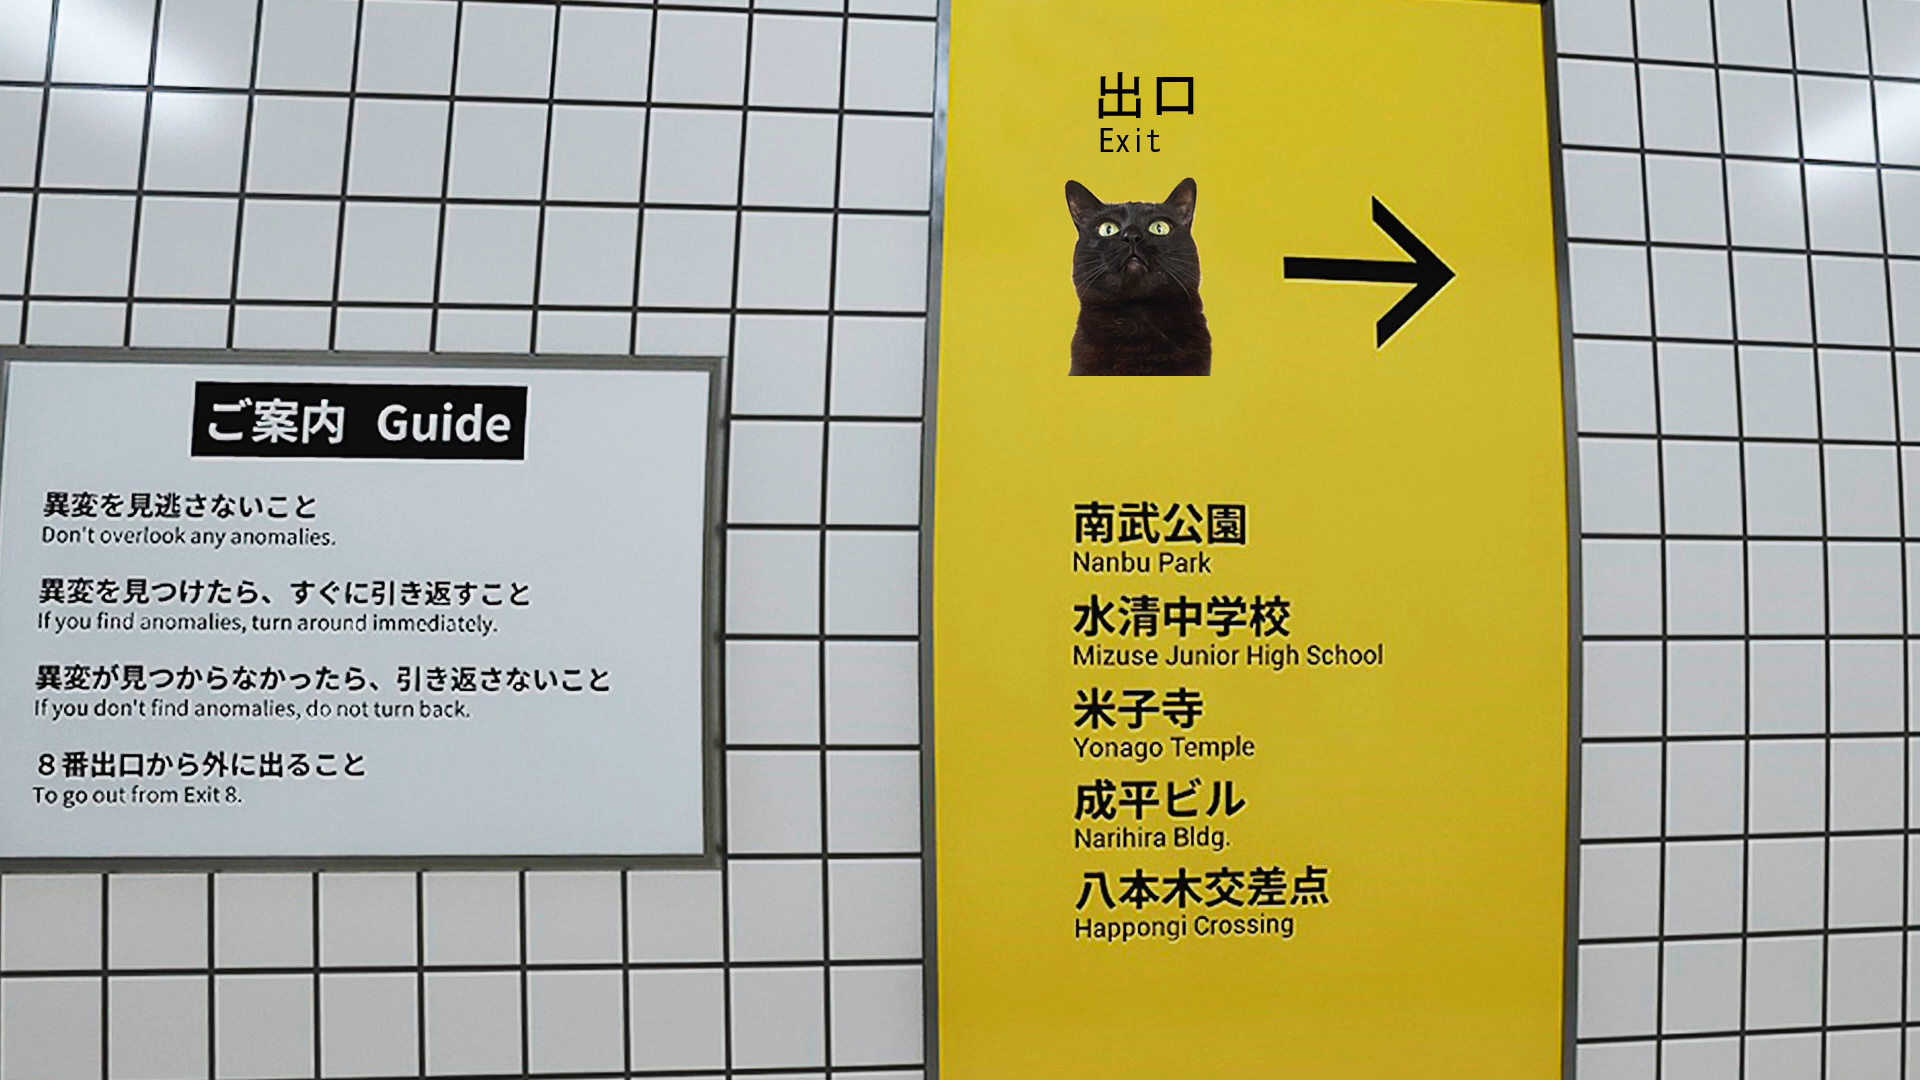 ご案内 Guide
異変を見逃さないこと
Don't overlook any anomalies.
異変を見つけたら、すぐに引き返すこと
If you find anomalies, turn around immediately.
異変が見つからなかったら、引き返さないこと
If you don't find anomalies, do not turn back.
8番出口から外に出ること
To go out from Exit 8.
出口
Exit
南武公園
Nanbu Park
水清中学校
Mizuse Junior High School
米子寺
Yonago Temple
成平ビル
Narihira Bldg.
八本木交差点
Happongi Crossing